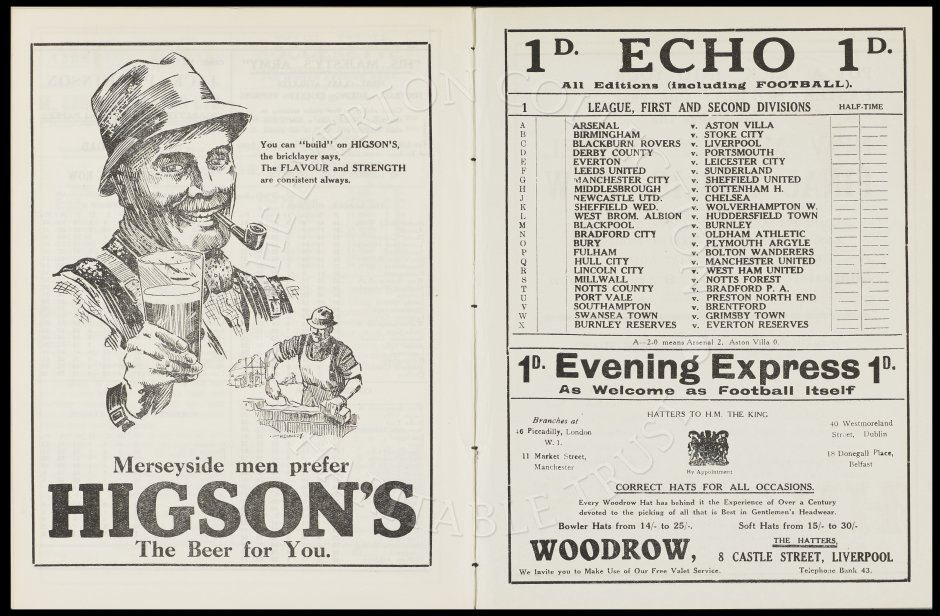 You can "build" on HIGSON'S,
the bricklayer says,
The FLAVOUR and STRENGTH
are consistent always.
Merseyside men prefer
HIGSON'S
The Beer for You.
1D. ECHO 1D.
All Editions (including FOOTBALL).
1 LEAGUE, FIRST AND SECOND DIVISIONS HALF-TIME
A ARSENAL v. ASTON VILLA
B BIRMINGHAM v. STOKE CITY
C BLACKBURN ROVERS v. LIVERPOOL
D DERBY COUNTY v. PORTSMOUTH
E EVERTON v. LEICESTER CITY
F LEEDS UNITED v. SUNDERLAND
G MANCHESTER CITY v. SHEFFIELD UNITED
H MIDDLESBROUGH v. TOTTENHAM H.
J NEWCASTLE UTD. v. CHELSEA
K SHEFFIELD WED. v. WOLVERHAMPTON W.
L WEST BROM. ALBION v. HUDDERSFIELD TOWN
M BLACKPOOL v. BURNLEY
N BRADFORD CITY v. OLDHAM ATHLETIC
O BURY v. PLYMOUTH ARGYLE
P FULHAM v. BOLTON WANDERERS
Q HULL CITY v. MANCHESTER UNITED
R LINCOLN CITY v. WEST HAM UNITED
S MILLWALL v. NOTTS FOREST
T NOTTS COUNTY v. BRADFORD P. A.
U PORT VALE v. PRESTON NORTH END
V SOUTHAMPTON v. BRENTFORD
W SWANSEA TOWN v. GRIMSBY TOWN
X BURNLEY RESERVES v. EVERTON RESERVES
A—2-0 means Arsenal 2, Aston Villa 0.
1D. Evening Express 1D.
As Welcome as Football Itself
HATTERS TO H.M. THE KING
Branches at
46 Piccadilly, London
W. 1.
11 Market Street,
Manchester
By Appointment
40 Westmoreland
Street, Dublin
18 Donegall Place,
Belfast
CORRECT HATS FOR ALL OCCASIONS.
Every Woodrow Hat has behind it the Experience of Over a Century
devoted to the picking of all that is Best in Gentlemen's Headwear.
Bowler Hats from 14/- to 25/-. Soft Hats from 15/- to 30/-
WOODROW, THE HATTERS,
8 CASTLE STREET, LIVERPOOL
We Invite you to Make Use of Our Free Valet Service. Telephone Bank 43.